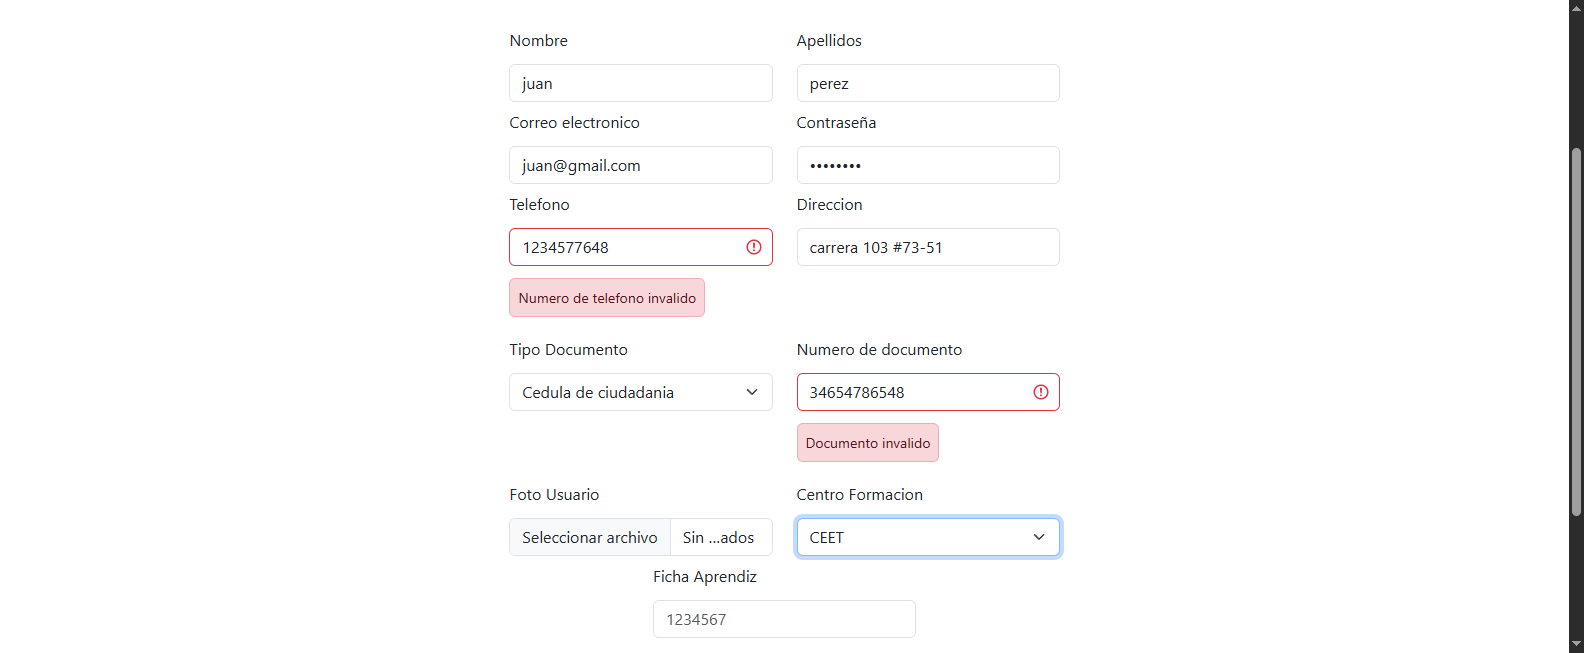 Nombre Apellidos
juan perez
Correo electronico Contraseña
juan@gmail.com ••••••••
Telefono Direccion
1234577648 carrera 103 #73-51
Numero de telefono invalido
Tipo Documento Numero de documento
Cedula de ciudadania 34654786548
Documento invalido
Foto Usuario Centro Formacion
Seleccionar archivo Sin ...ados CEET
Ficha Aprendiz
1234567